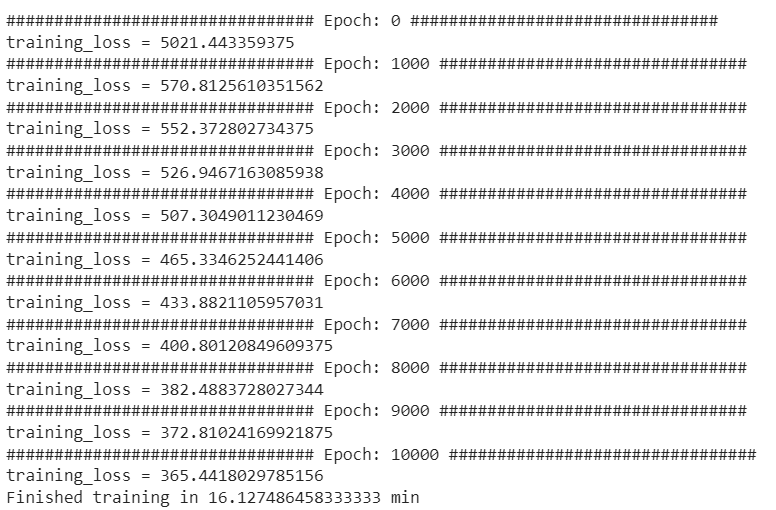 ################################ Epoch: 0 ################################
training_loss = 5021.443359375
################################ Epoch: 1000 ################################
training_loss = 570.8125610351562
################################ Epoch: 2000 ################################
training_loss = 552.372802734375
################################ Epoch: 3000 ################################
training_loss = 526.9467163085938
################################ Epoch: 4000 ################################
training_loss = 507.3049011230469
################################ Epoch: 5000 ################################
training_loss = 465.3346252441406
################################ Epoch: 6000 ################################
training_loss = 433.8821105957031
################################ Epoch: 7000 ################################
training_loss = 400.80120849609375
################################ Epoch: 8000 ################################
training_loss = 382.4883728027344
################################ Epoch: 9000 ################################
training_loss = 372.81024169921875
################################ Epoch: 10000 ################################
training_loss = 365.4418029785156
Finished training in 16.127486458333333 min